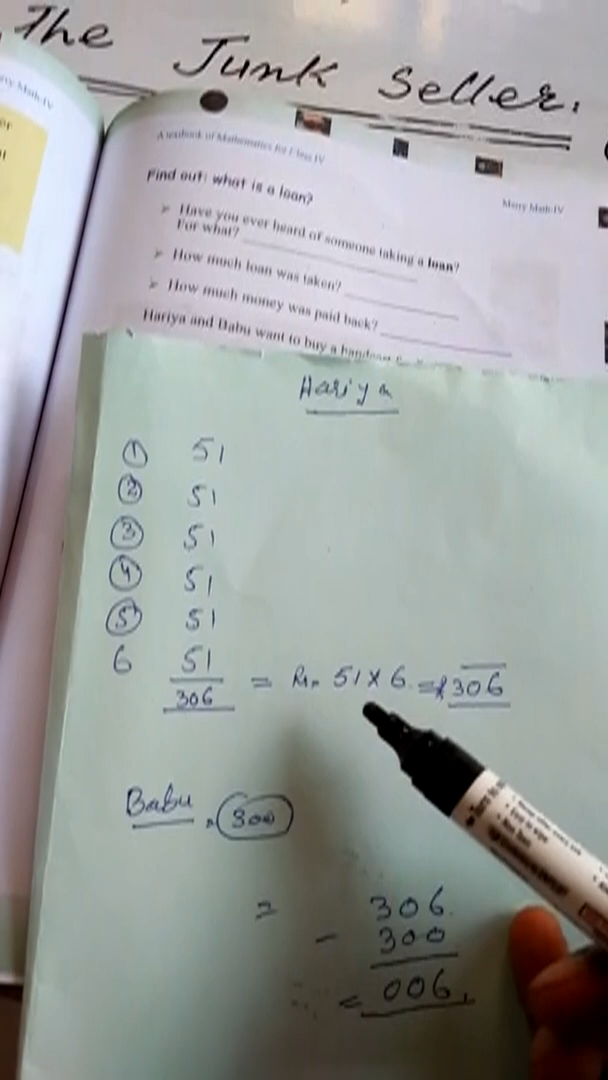 The Junk Seller.
A textbook of Mathematics for Class IV
Merry Math-IV
Find out: what is a loan?
Have you ever heard of someone taking a loan?
For what?
How much loan was taken?
How much money was paid back?
Hariya and Babu want to buy a handcart
Hariya
1 51
2 51
3 51
4 51
5 51
6 51
306 = Rs. 51 x 6 = ₹306
Babu 300
= 306
- 300
= 006